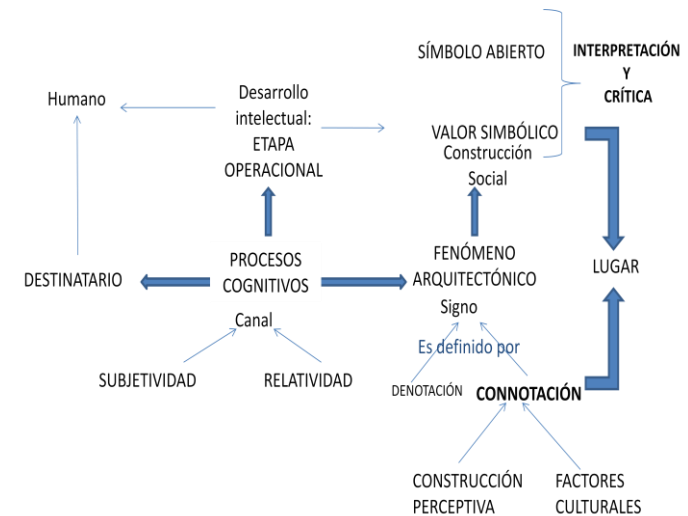 SÍMBOLO ABIERTO
INTERPRETACIÓN
Y
CRÍTICA
Humano
Desarrollo
intelectual:
ETAPA
OPERACIONAL
VALOR SIMBÓLICO
Construcción
Social
DESTINATARIO
PROCESOS
COGNITIVOS
Canal
FENÓMENO
ARQUITECTÓNICO
Signo
LUGAR
Es definido por
SUBJETIVIDAD
RELATIVIDAD
DENOTACIÓN
CONNOTACIÓN
CONSTRUCCIÓN
PERCEPTIVA
FACTORES
CULTURALES